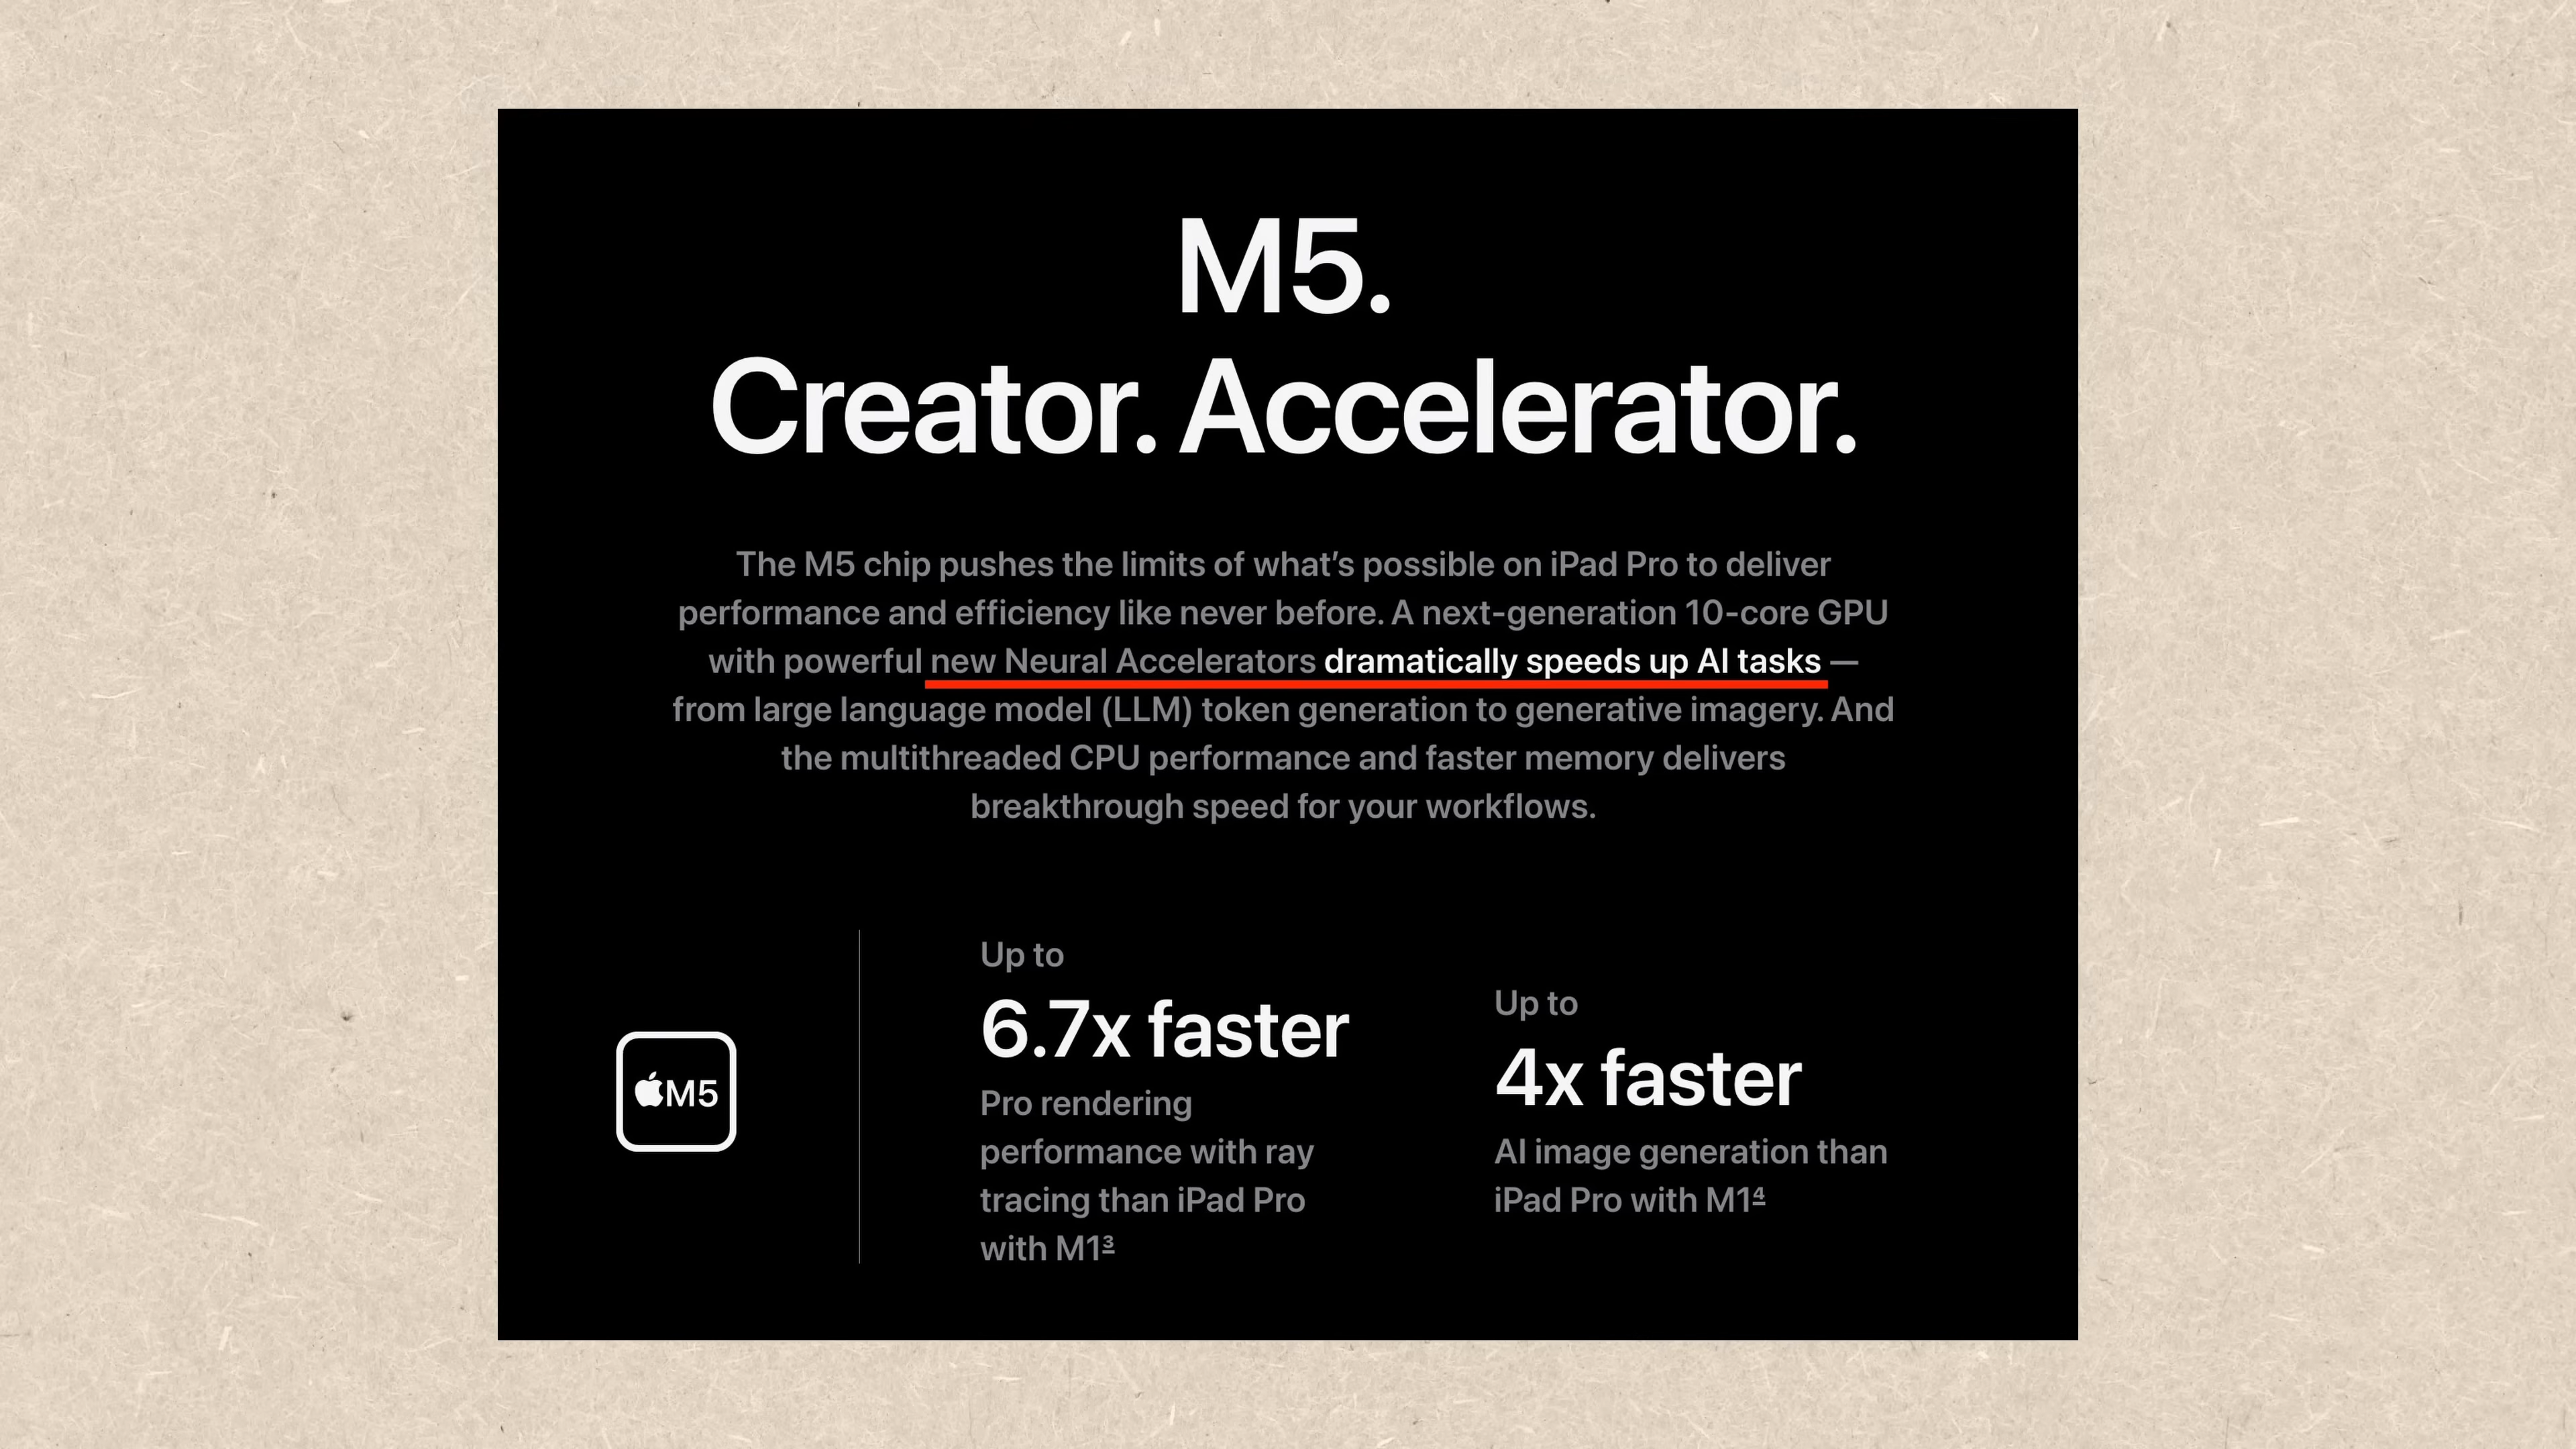 M5.
Creator. Accelerator.
The M5 chip pushes the limits of what’s possible on iPad Pro to deliver
performance and efficiency like never before. A next-generation 10-core GPU
with powerful new Neural Accelerators dramatically speeds up AI tasks —
from large language model (LLM) token generation to generative imagery. And
the multithreaded CPU performance and faster memory delivers
breakthrough speed for your workflows.
M5
Up to
6.7x faster
Pro rendering
performance with ray
tracing than iPad Pro
with M1³
Up to
4x faster
AI image generation than
iPad Pro with M1⁴